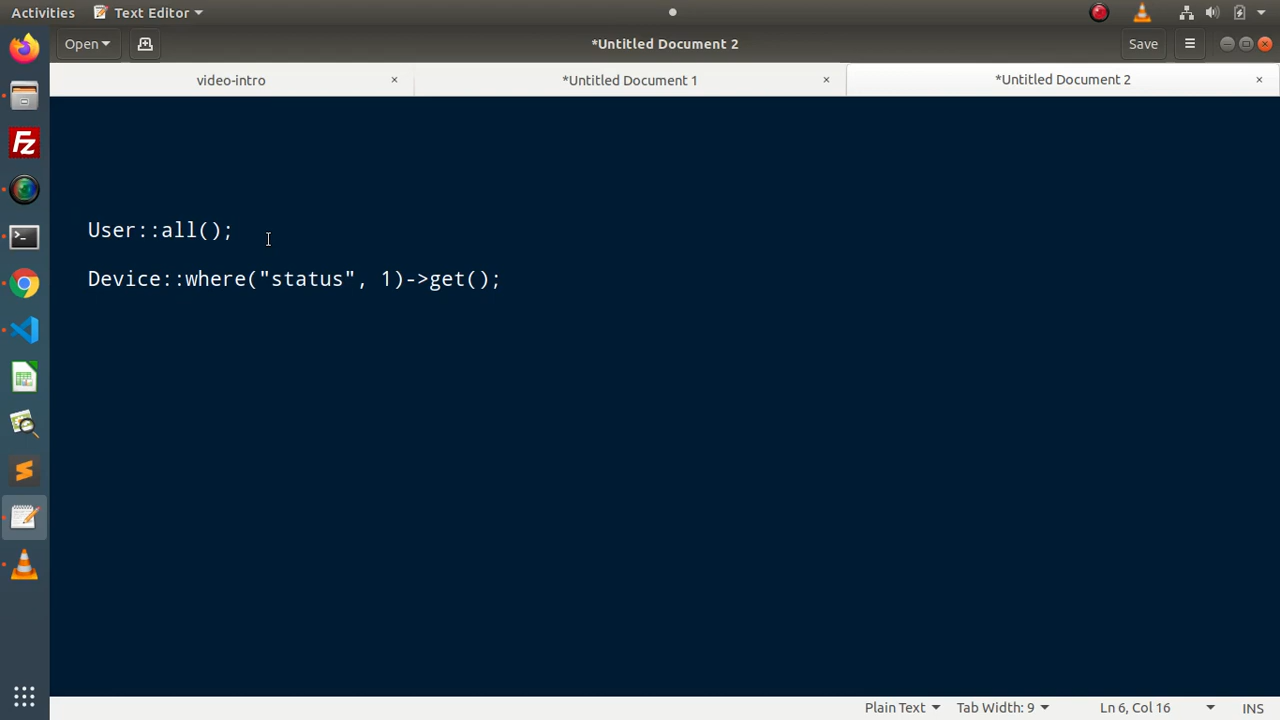 Activities Text Editor
Open *Untitled Document 2 Save
video-intro × *Untitled Document 1 × *Untitled Document 2 ×
User::all();
Device::where("status", 1)->get();
Fz
Plain Text Tab Width: 9 Ln 6, Col 16 INS